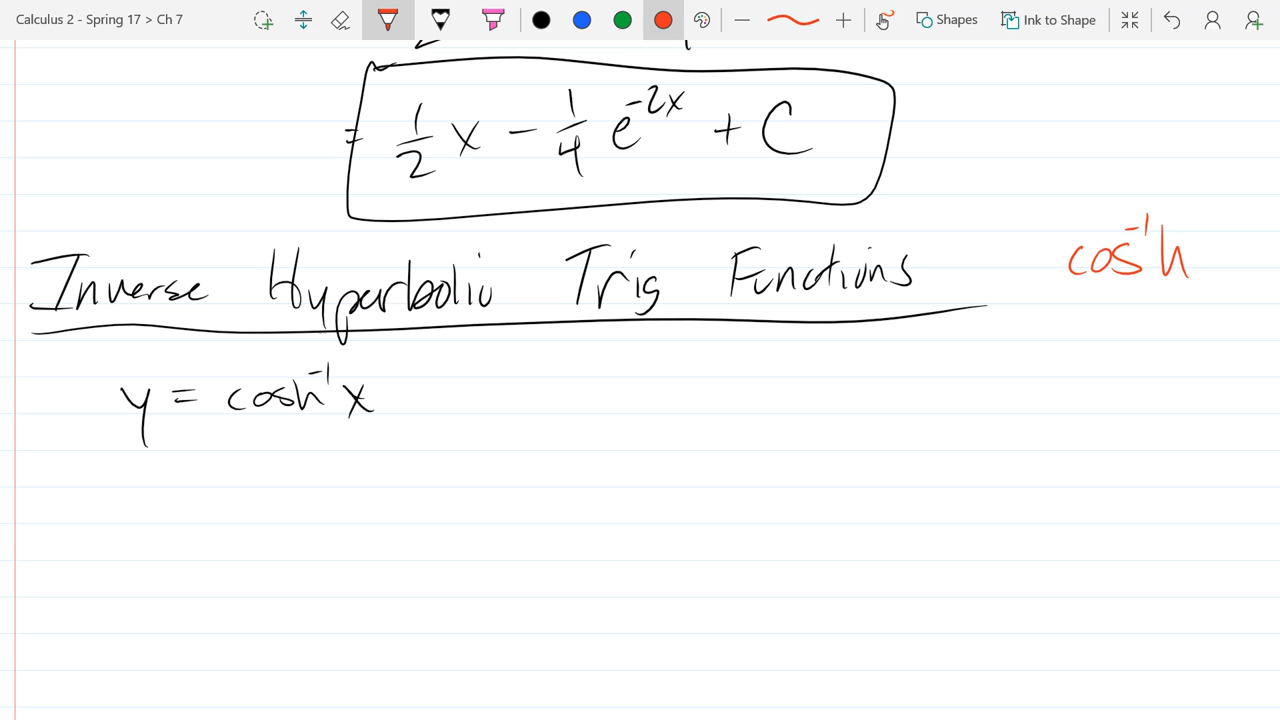 Calculus 2 - Spring 17 > Ch 7 Shapes Ink to Shape
= 1/2 x - 1/4 e^-2x + C
Inverse Hyperbolic Trig Functions
cos^-1 h
y = cosh^-1 x